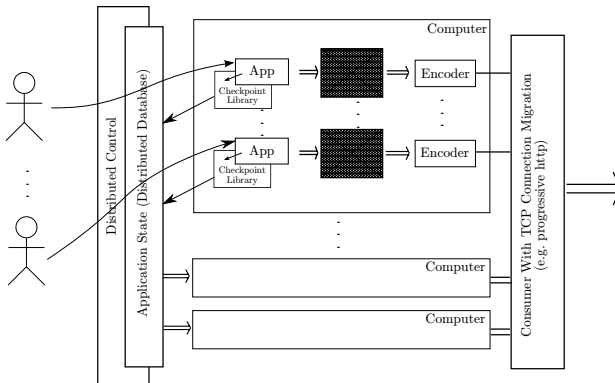 Computer
App
Encoder
Checkpoint
Library
App
Encoder
Checkpoint
Library
Distributed Control
Application State (Distributed Database)
Computer
Computer
Consumer With TCP Connection Migration
(e.g. progressive http)